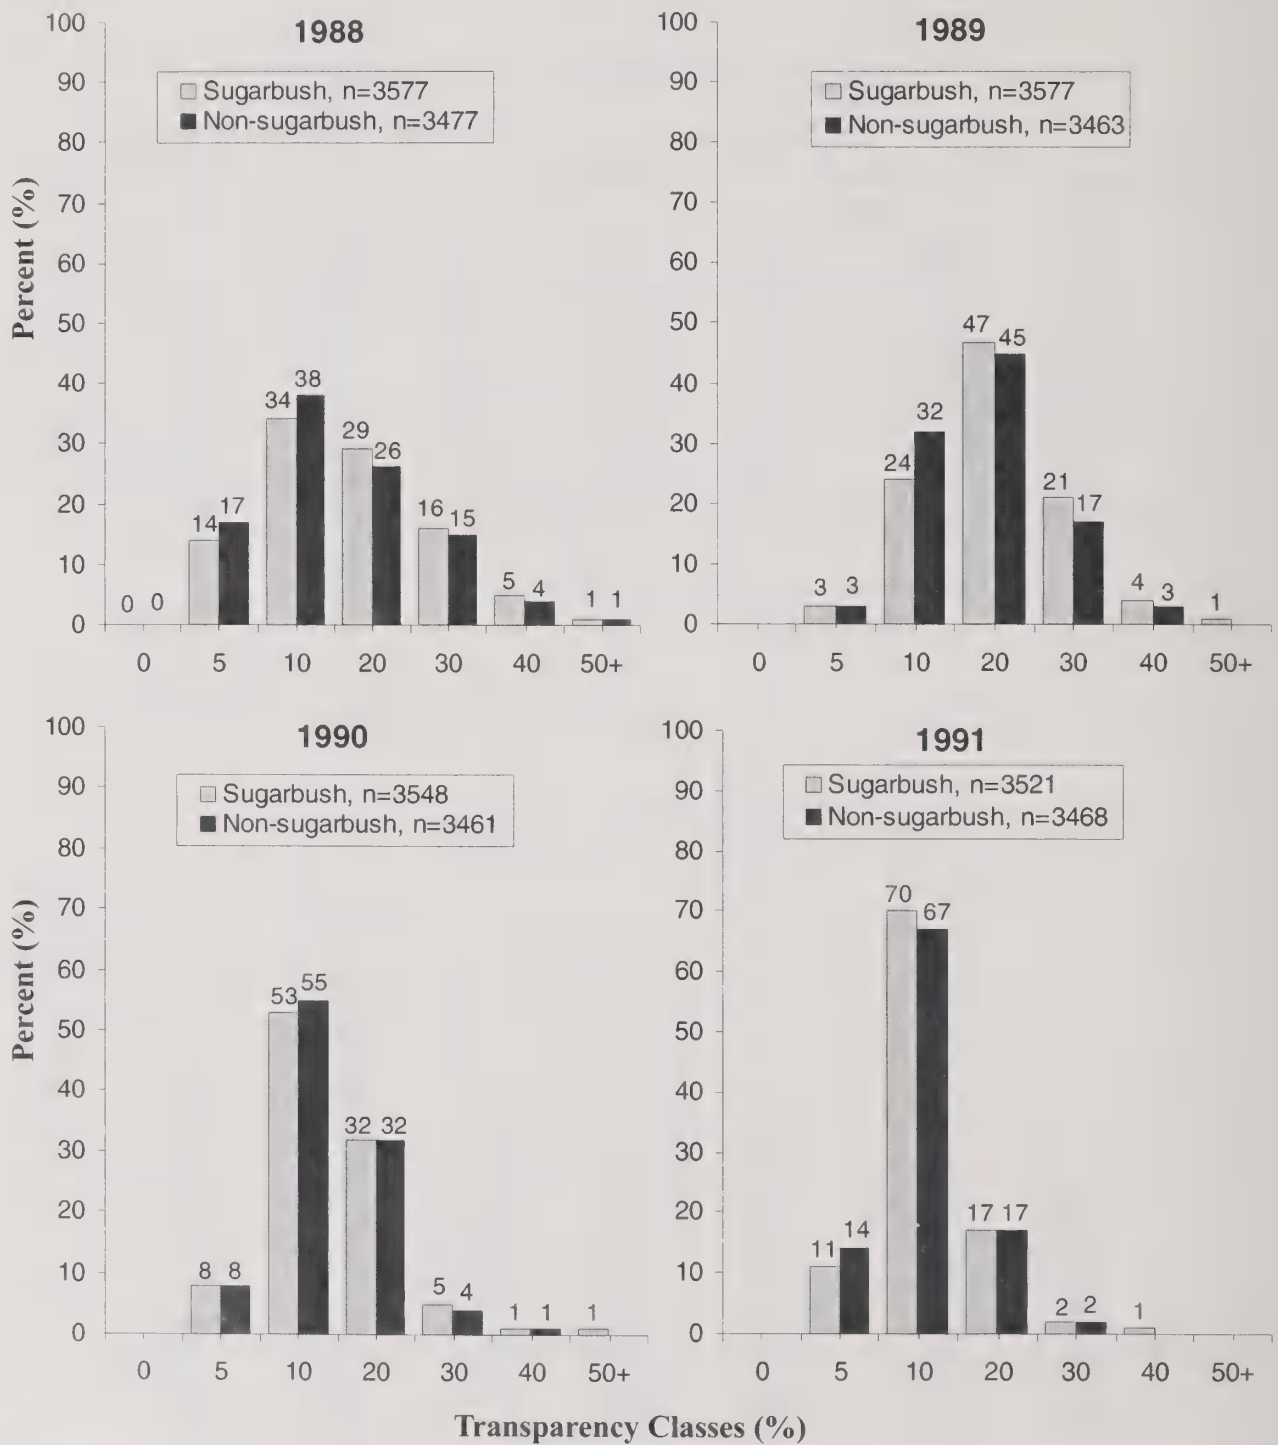 1988
Sugarbush, n=3577
Non-sugarbush, n=3477
Percent (%)
100
90
80
70
60
50
40
30
20
10
0
0 0 14 17 34 38 29 26 16 15 5 4 1 1
0 5 10 20 30 40 50+
1989
Sugarbush, n=3577
Non-sugarbush, n=3463
100
90
80
70
60
50
40
30
20
10
0
3 3 24 32 47 45 21 17 4 3 1
0 5 10 20 30 40 50+
1990
Sugarbush, n=3548
Non-sugarbush, n=3461
Percent (%)
100
90
80
70
60
50
40
30
20
10
0
8 8 53 55 32 32 5 4 1 1 1
0 5 10 20 30 40 50+
1991
Sugarbush, n=3521
Non-sugarbush, n=3468
100
90
80
70
60
50
40
30
20
10
0
11 14 70 67 17 17 2 2 1
0 5 10 20 30 40 50+
Transparency Classes (%)